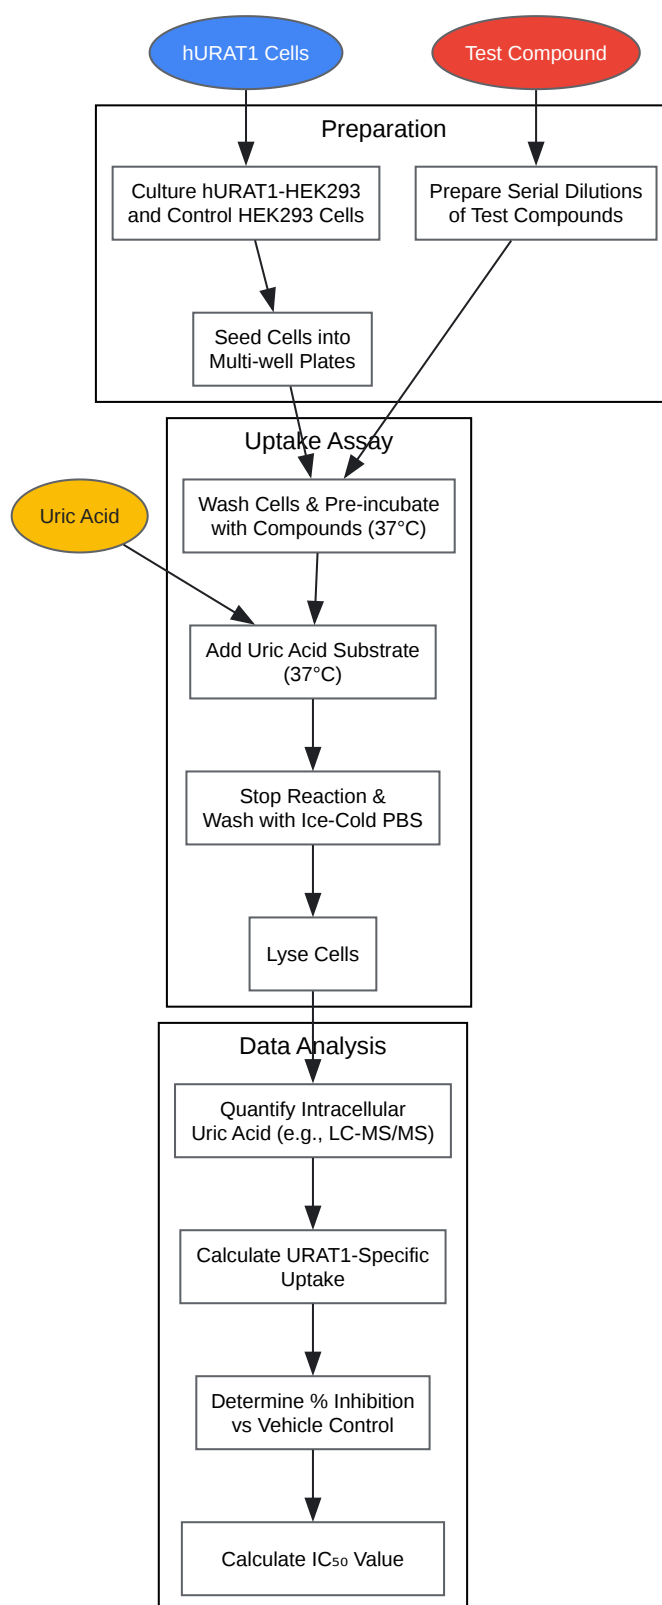 hURAT1 Cells
Test Compound
Preparation
Culture hURAT1-HEK293
and Control HEK293 Cells
Prepare Serial Dilutions
of Test Compounds
Seed Cells into
Multi-well Plates
Uptake Assay
Wash Cells & Pre-incubate
with Compounds (37°C)
Uric Acid
Add Uric Acid Substrate
(37°C)
Stop Reaction &
Wash with Ice-Cold PBS
Lyse Cells
Data Analysis
Quantify Intracellular
Uric Acid (e.g., LC-MS/MS)
Calculate URAT1-Specific
Uptake
Determine % Inhibition
vs Vehicle Control
Calculate IC₅₀ Value